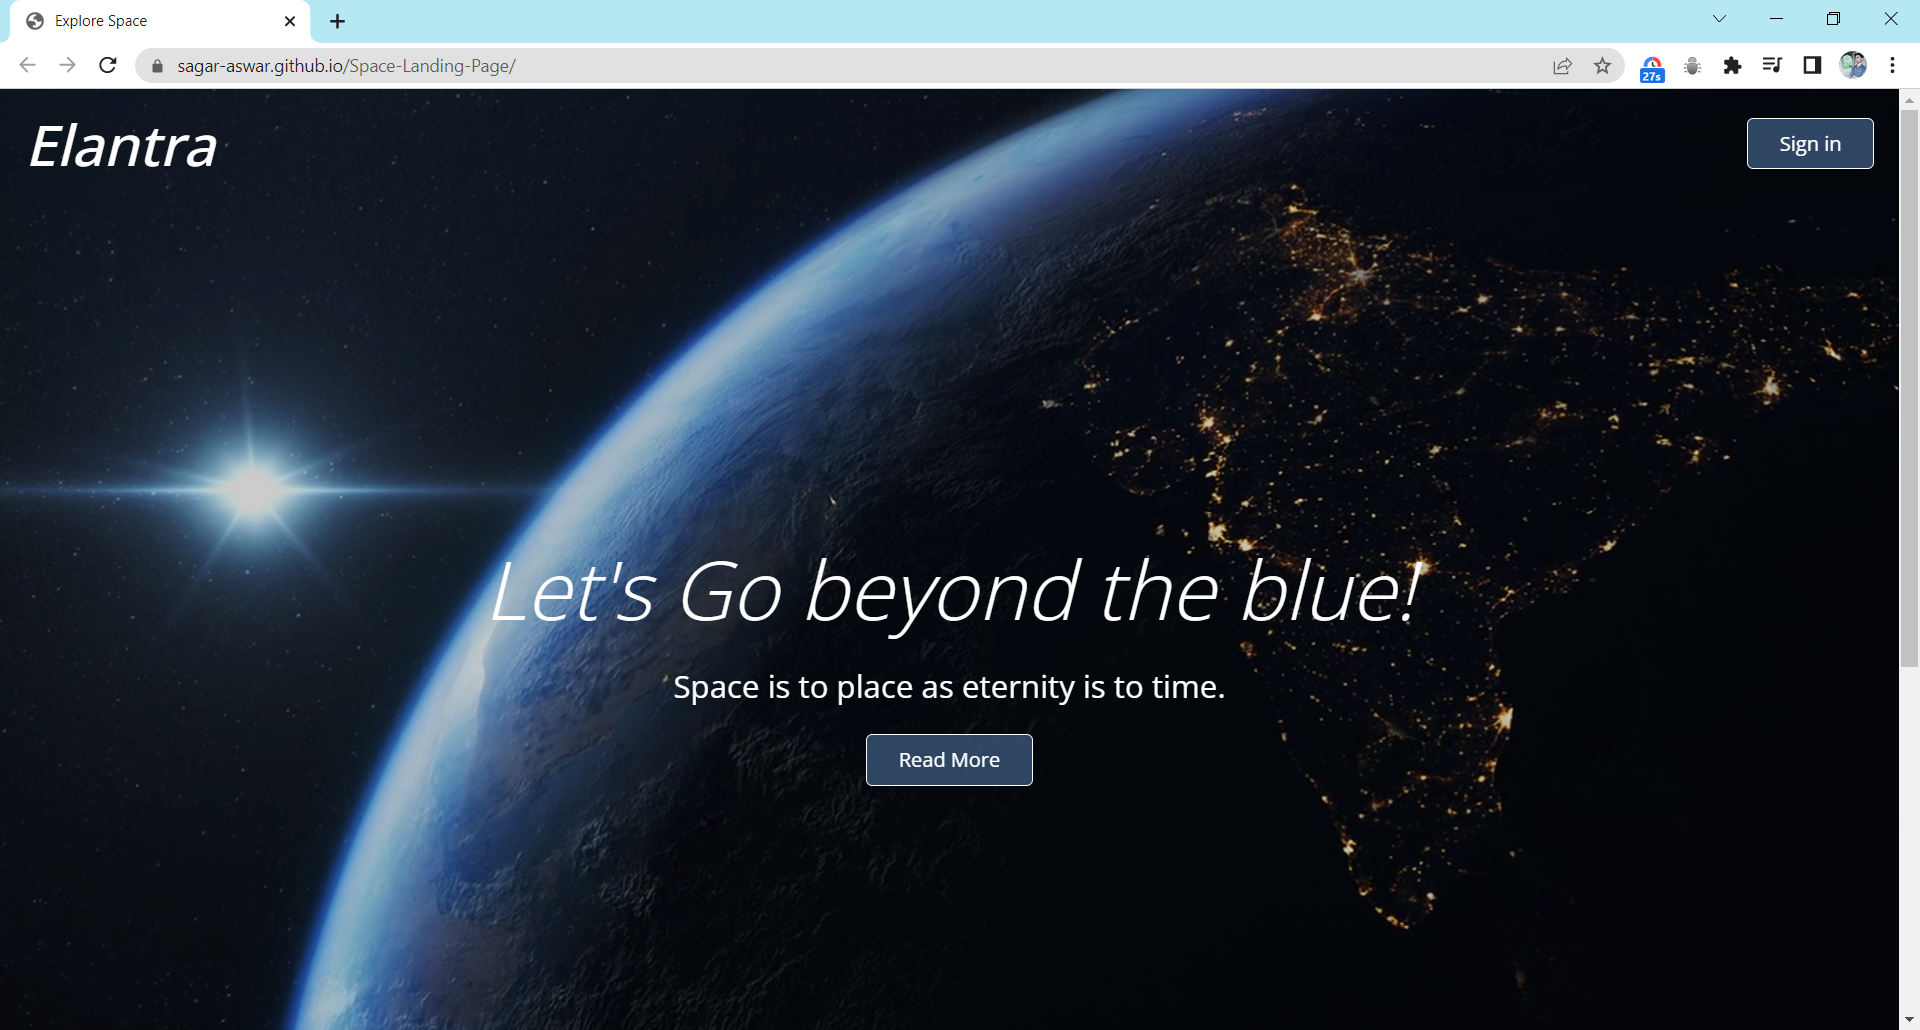 Explore Space
sagar-aswar.github.io/Space-Landing-Page/
27s
Elantra
Sign in
Let's Go beyond the blue!
Space is to place as eternity is to time.
Read More